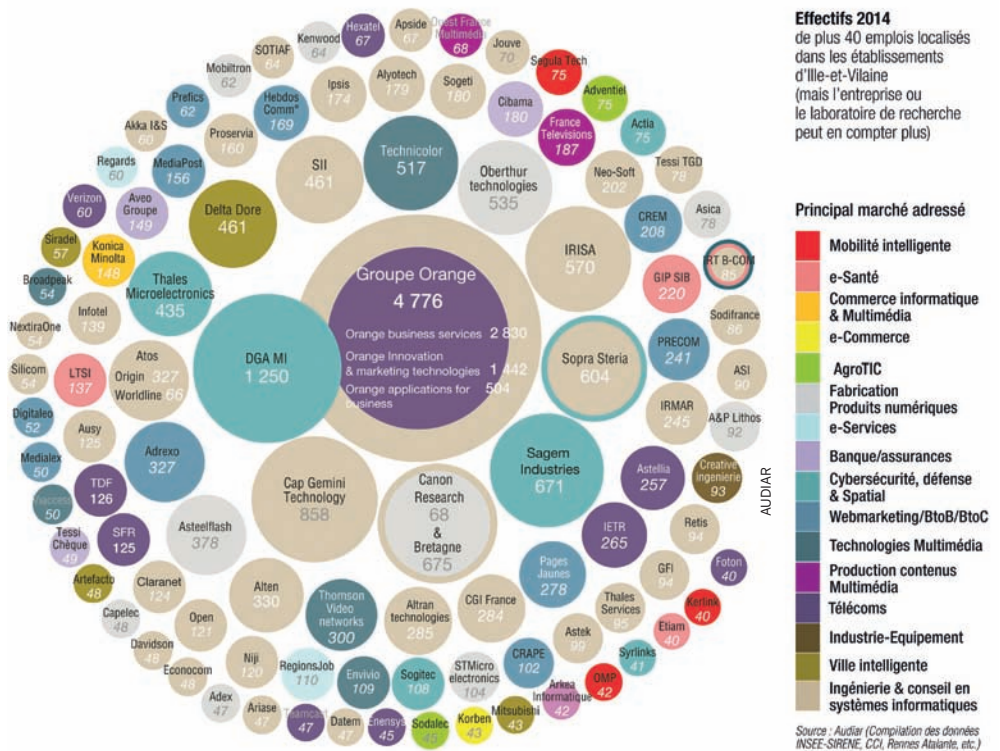 Effectifs 2014
de plus 40 emplois localisés
dans les établissements
d'Ille-et-Vilaine
(mais l'entreprise ou
le laboratoire de recherche
peut en compter plus)
Principal marché adressé
Mobilité intelligente
e-Santé
Commerce informatique
& Multimédia
e-Commerce
AgroTIC
Fabrication
Produits numériques
e-Services
Banque/assurances
Cybersécurité, défense
& Spatial
Webmarketing/BtoB/BtoC
Technologies Multimédia
Production contenus
Multimédia
Télécoms
Industrie-Equipement
Ville intelligente
Ingénierie & conseil en
systèmes informatiques
Source : Audiar (Compilation des données
INSEE-SIRENE, CCI, Rennes Atalante, etc.)
AUDIAR
Groupe Orange
4 776
Orange business services 2 830
Orange Innovation
& marketing technologies 1 442
Orange applications for
business 504
DGA MI
1 250
Cap Gemini
Technology
858
Canon
Research
68
&
Bretagne
675
Sagem
Industries
671
Sopra Steria
604
IRISA
570
Oberthur
technologies
535
Technicolor
517
SII
461
Delta Dore
461
Thales
Microelectronics
435
Asteelflash
378
Alten
330
Thomson
Video
networks
300
Altran
technologies
285
CGI France
284
Pages
Jaunes
278
IETR
265
Astellia
257
IRMAR
245
PRECOM
241
GIP SIB
220
CREM
208
Neo-Soft
202
France
Televisions
187
Cibama
180
Sogeti
180
Alyotech
179
Ipsis
174
Hebdos
Comm"
169
Proservia
160
MediaPost
156
Aveo
Groupe
149
Konica
Minolta
148
Infotel
139
Atos
Origin 327
Worldline 66
LTSI
137
Ausy
125
Adrexo
327
TDF
126
SFR
125
Claranet
124
Open
121
Niji
120
RegionsJob
110
Envivio
109
Sogitec
108
STMicro
electronics
104
CRAPE
102
Astek
99
Thales
Services
95
GFI
94
Retis
94
Creative
ingenierie
93
A&P Lithos
92
ASI
90
Sodifrance
86
IRT B-COM
85
Asica
78
Tessi TGD
78
Actia
75
Adventiel
75
Segula Tech
75
Jouve
70
Ouest France
Multimédia
68
Apside
67
Hexatel
67
Kenwood
64
SOTIAF
64
Mobiltron
62
Prefics
62
Akka I&S
60
Regards
60
Verizon
60
Siradel
57
Broadpeak
54
NextiraOne
54
Silicom
54
Digitaleo
52
Medialex
50
Viaccess
50
Tessi
Chèque
49
Artefacto
48
Capelec
48
Davidson
48
Econocom
48
Adex
47
Ariase
47
Teamcast
47
Datem
47
Enensys
45
Sodalec
45
Korben
43
Mitsubishi
43
Arkea
Informatique
42
OMP
42
Syrlinks
41
Etiam
40
Kerlink
40
Foton
40